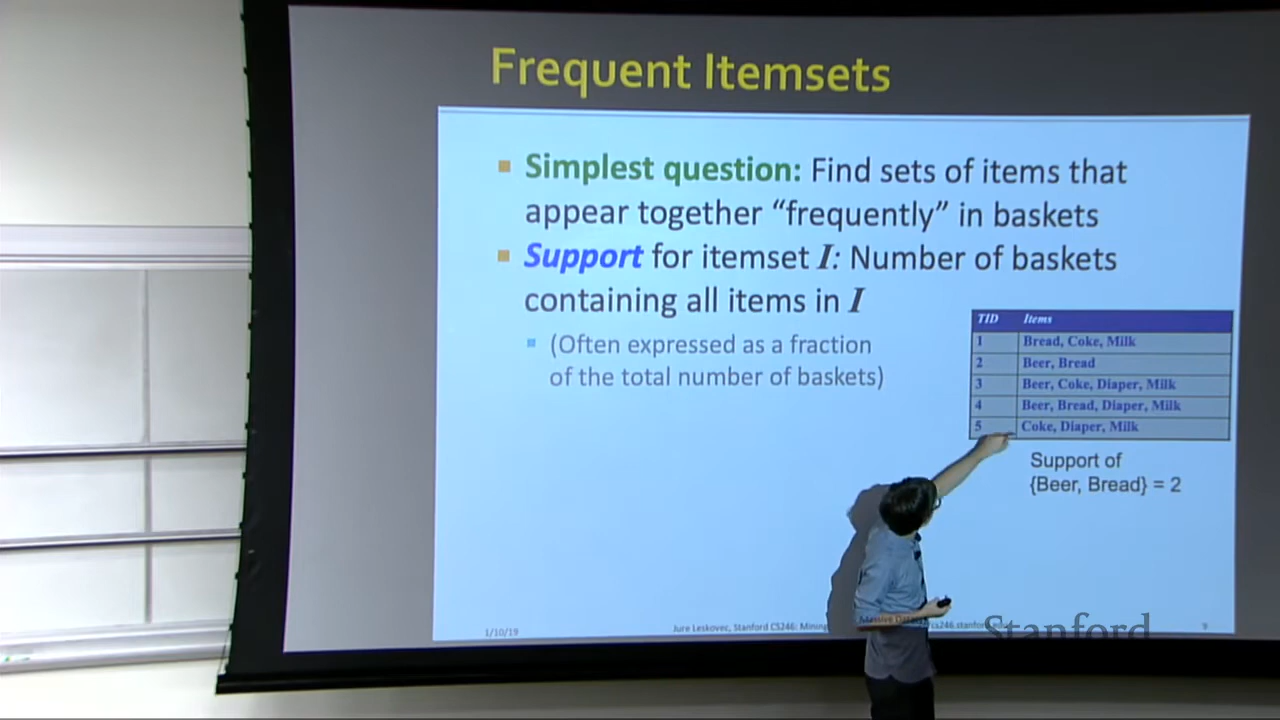 Frequent Itemsets
Simplest question: Find sets of items that
appear together “frequently” in baskets
Support for itemset I: Number of baskets
containing all items in I
(Often expressed as a fraction
of the total number of baskets)
TID Items
1 Bread, Coke, Milk
2 Beer, Bread
3 Beer, Coke, Diaper, Milk
4 Beer, Bread, Diaper, Milk
5 Coke, Diaper, Milk
Support of
{Beer, Bread} = 2
1/10/19
Jure Leskovec, Stanford CS246: Mining Massive
9
Stanford